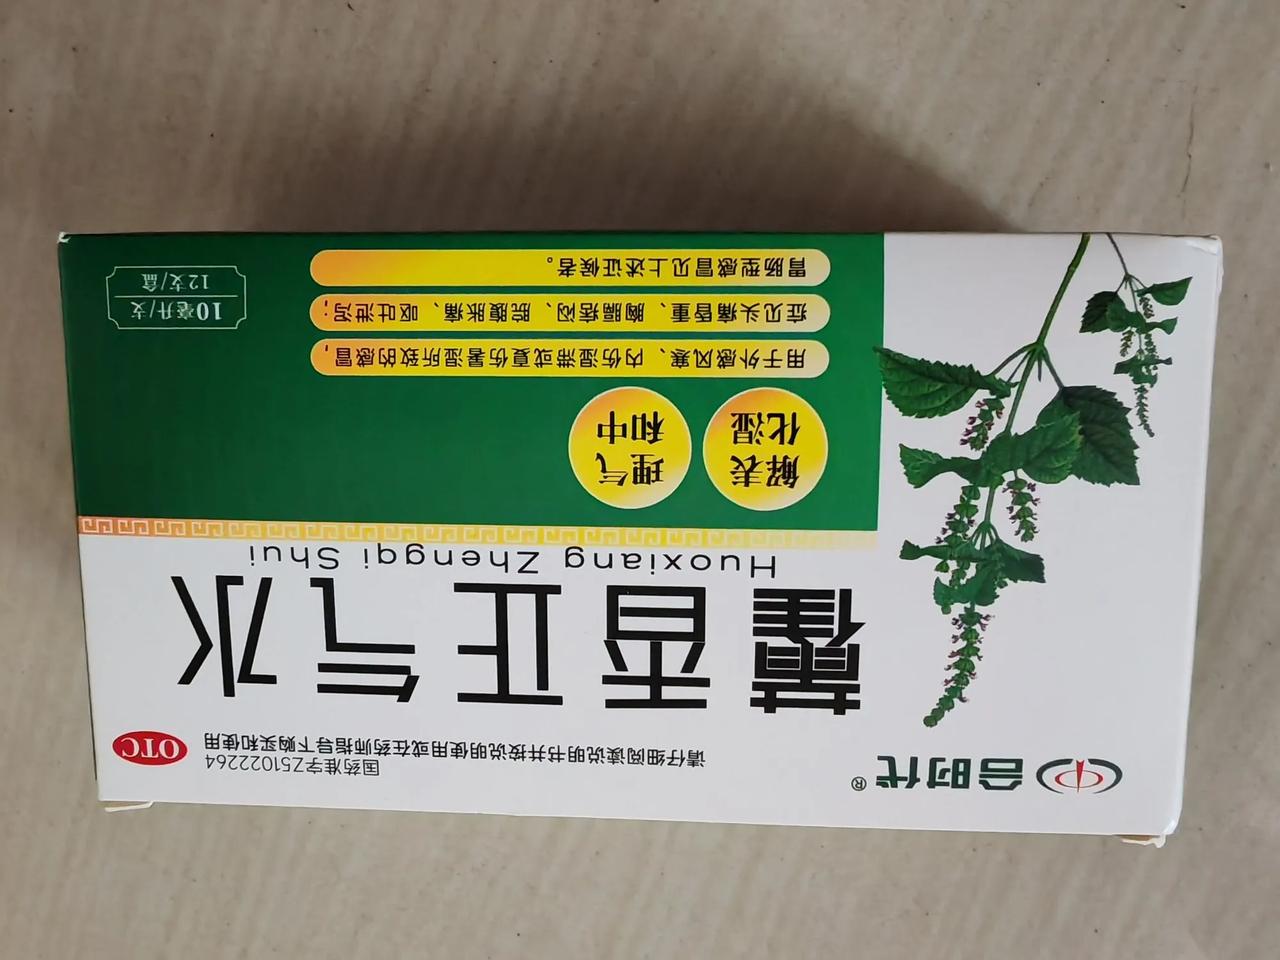 合时代®
国药准字Z51022264
请仔细阅读说明书并按说明使用或在药师指导下购买和使用
OTC
藿香正气水
Huoxiang Zhengqi Shui
解表
化湿
理气
和中
用于外感风寒、内伤湿滞或夏伤暑湿所致的感冒,
症见头痛昏重、胸膈痞闷、脘腹胀痛、呕吐泄泻;
胃肠型感冒见上述证候者。
10毫升/支
12支/盒